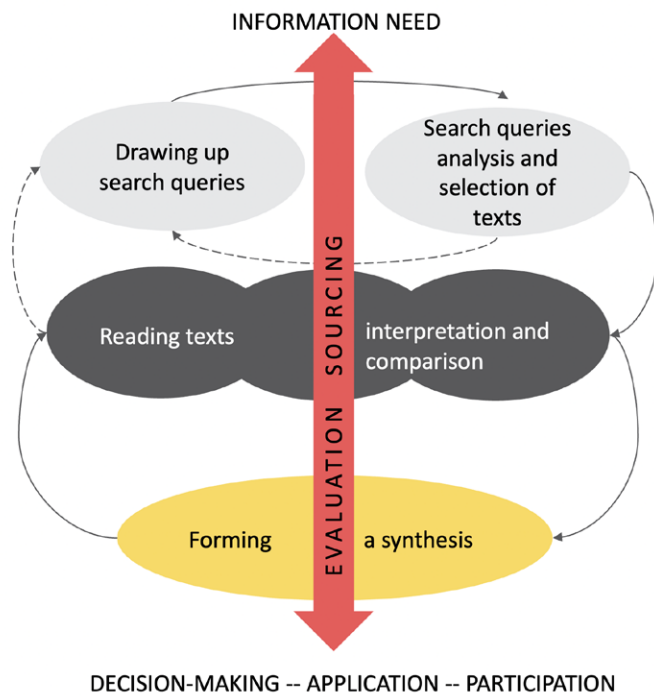 INFORMATION NEED
Drawing up
search queries
Search queries
analysis and
selection of
texts
EVALUATION SOURCING
Reading texts
interpretation and
comparison
Forming a synthesis
DECISION-MAKING -- APPLICATION -- PARTICIPATION